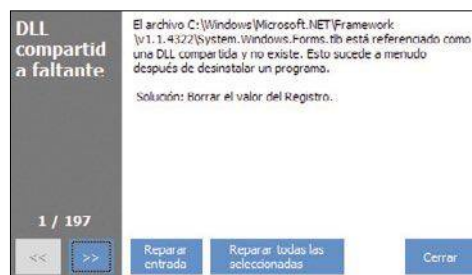 DLL
compartid
a faltante
El archivo C:\Windows\Microsoft.NET\Framework
\v1.1.4322\System.Windows.Forms.tlb está referenciado como
una DLL compartida y no existe. Esto sucede a menudo
después de desinstalar un programa.
Solución: Borrar el valor del Registro.
1 / 197
<<
>>
Reparar
entrada
Reparar todas las
seleccionadas
Cerrar